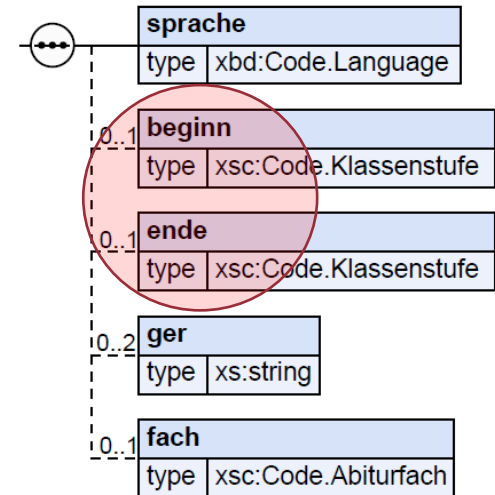 sprache
type xbd:Code.Language
0..1 beginn
type xsc:Code.Klassenstufe
0..1 ende
type xsc:Code.Klassenstufe
0..2 ger
type xs:string
0..1 fach
type xsc:Code.Abiturfach